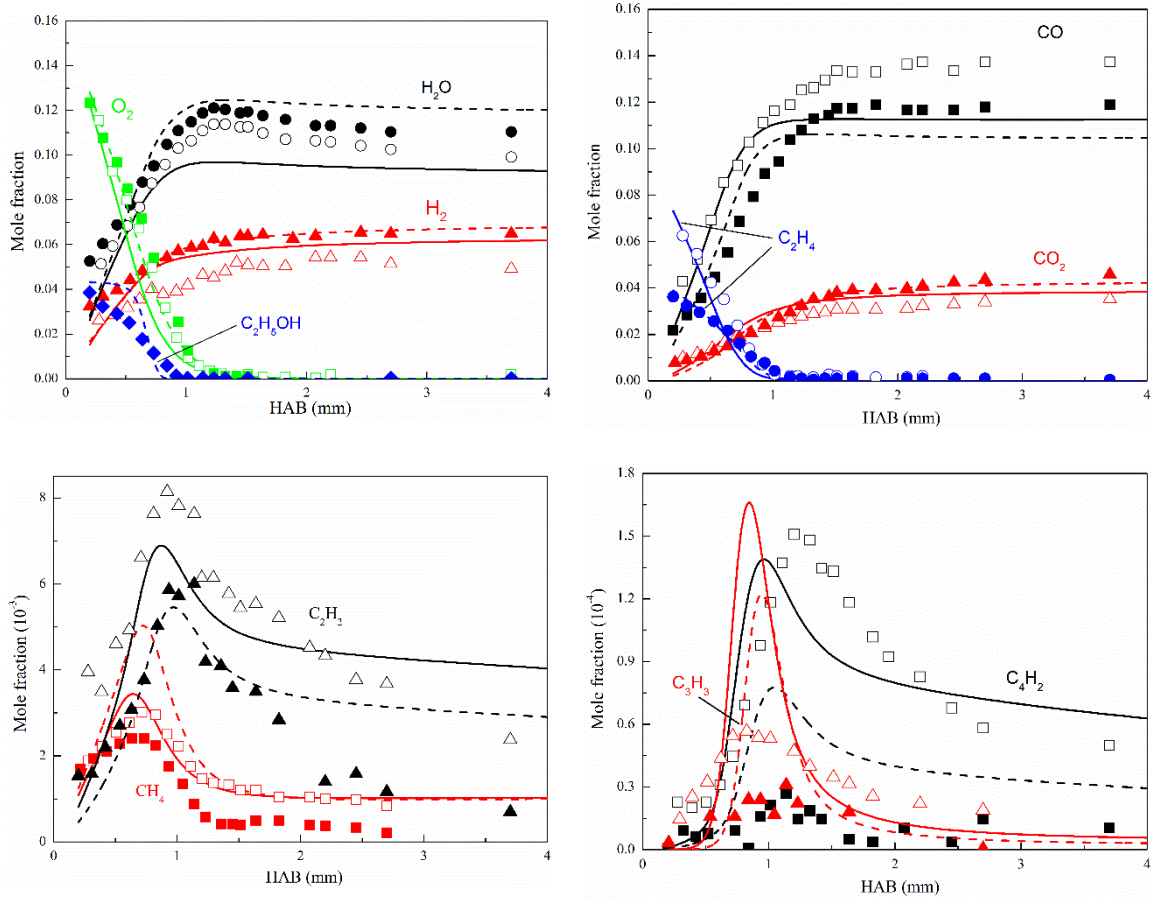 0.16
0.14
0.12
0.10
0.08
0.06
0.04
0.02
0.00
Mole fraction
O₂
H₂O
H₂
C₂H₅OH
0 1 2 3 4
HAB (mm)
0.16
0.14
0.12
0.10
0.08
0.06
0.04
0.02
0.00
Mole fraction
CO
C₂H₄
CO₂
0 1 2 3 4
HAB (mm)
8
6
4
2
0
Mole fraction (10⁻³)
C₂H₂
CH₄
0 1 2 3 4
HAB (mm)
1.8
1.5
1.2
0.9
0.6
0.3
0.0
Mole fraction (10⁻⁴)
C₃H₃
C₄H₂
0 1 2 3 4
HAB (mm)